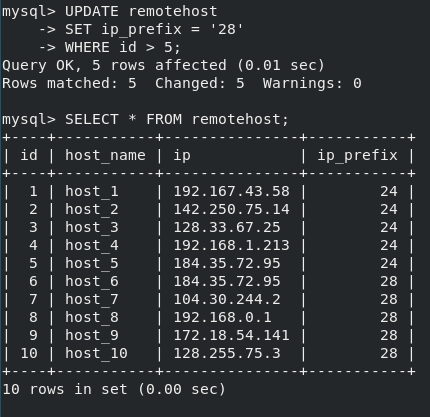 mysql> UPDATE remotehost
    -> SET ip_prefix = '28'
    -> WHERE id > 5;
Query OK, 5 rows affected (0.01 sec)
Rows matched: 5  Changed: 5  Warnings: 0

mysql> SELECT * FROM remotehost;
+----+-----------+---------------+-----------+
| id | host_name | ip            | ip_prefix |
+----+-----------+---------------+-----------+
|  1 | host_1    | 192.167.43.58 |        24 |
|  2 | host_2    | 142.250.75.14 |        24 |
|  3 | host_3    | 128.33.67.25  |        24 |
|  4 | host_4    | 192.168.1.213 |        24 |
|  5 | host_5    | 184.35.72.95  |        24 |
|  6 | host_6    | 184.35.72.95  |        28 |
|  7 | host_7    | 104.30.244.2  |        28 |
|  8 | host_8    | 192.168.0.1   |        28 |
|  9 | host_9    | 172.18.54.141 |        28 |
| 10 | host_10   | 128.255.75.3  |        28 |
+----+-----------+---------------+-----------+
10 rows in set (0.00 sec)